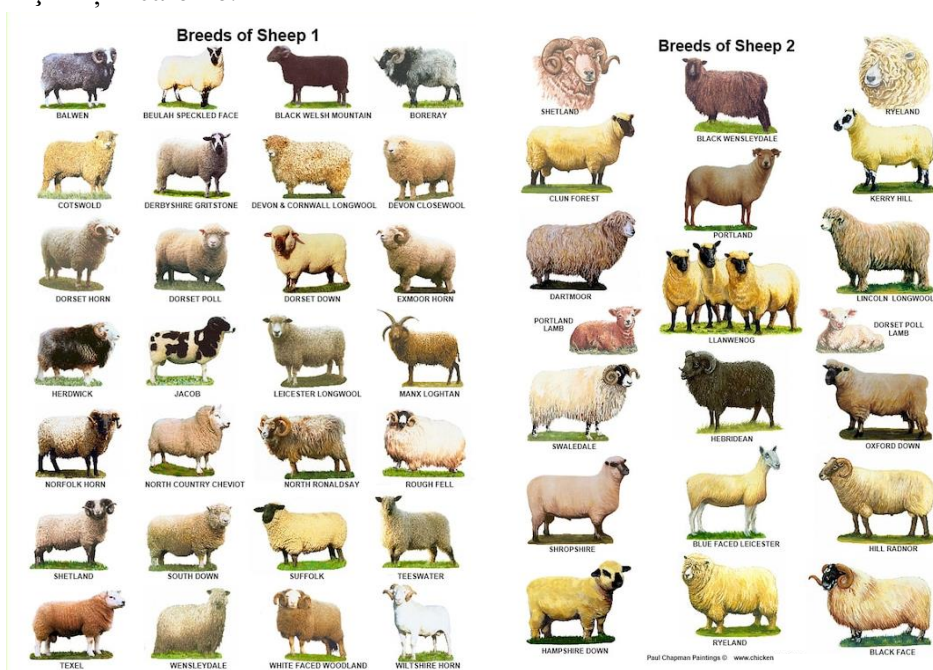 Breeds of Sheep 1
BALWEN
BEULAH SPECKLED FACE
BLACK WELSH MOUNTAIN
BORERAY
COTSWOLD
DERBYSHIRE GRITSTONE
DEVON & CORNWALL LONGWOOL
DEVON CLOSEWOOL
DORSET HORN
DORSET POLL
DORSET DOWN
EXMOOR HORN
HERDWICK
JACOB
LEICESTER LONGWOOL
MANX LOGHTAN
NORFOLK HORN
NORTH COUNTRY CHEVIOT
NORTH RONALDSAY
ROUGH FELL
SHETLAND
SOUTH DOWN
SUFFOLK
TEESWATER
TEXEL
WENSLEYDALE
WHITE FACED WOODLAND
WILTSHIRE HORN
Breeds of Sheep 2
SHETLAND
BLACK WENSLEYDALE
RYELAND
CLUN FOREST
PORTLAND
KERRY HILL
DARTMOOR
LLANWENOG
LINCOLN LONGWOOL
PORTLAND
LAMB
DORSET POLL
LAMB
SWALEDALE
HEBRIDEAN
OXFORD DOWN
SHROPSHIRE
BLUE FACED LEICESTER
HILL RADNOR
HAMPSHIRE DOWN
RYELAND
BLACK FACE
Paul Chapman Paintings © www.chicken